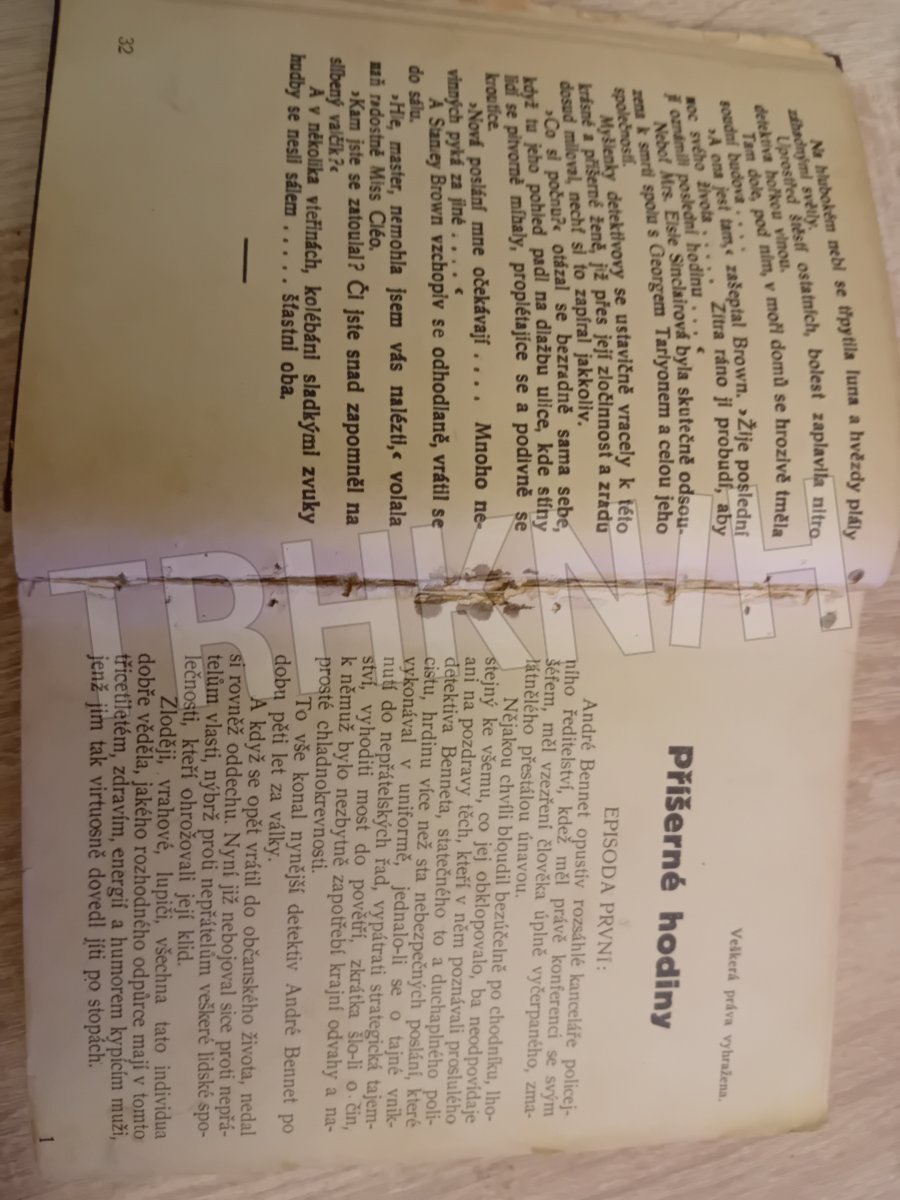 Na hlubokém nebi se třpytila luna a hvězdy plály
záhadnými světly.
Uprostřed štěstí ostatních, bolest zaplavila nitro
detektiva hořkou vlnou.
Tam dole, pod ním, v moři domů se hrozivě tměla
soudní budova . . . .
›A ona jest tam,‹ zašeptal Brown. ›Žije poslední
noc svého života . . . . . Zítra ráno ji probudí, aby
jí oznámili poslední hodinu . . . ‹
Neboť Mrs. Elsie Sinclairová byla skutečně odsou-
zena k smrti spolu s Georgem Tarlyonem a celou jeho
společností.
Myšlenky detektivovy se ustavičně vracely k této
krásné a příšerné ženě, již přes její zločinnost a zradu
dosud miloval, nechť si to zapíral jakkoliv.
›Co si počnu?‹ otázal se bezradně sama sebe,
když tu jeho pohled padl na dlažbu ulice, kde stíny
lidí se pitvorně míhaly, proplétajíce se a podivně se
kroutíce.
›Nová poslání mne očekávají . . . . Mnoho ne-
vinných pyká za jiné . . . . ‹
A Stanley Brown vzchopiv se odhodlaně, vrátil se
do sálu.
›Hle, master, nemohla jsem vás nalézti,‹ volala
naň radostně Miss Cléo.
›Kam jste se zatoulal? Či jste snad zapomněl na
slíbený valčík?‹
A v několika vteřinách, kolébáni sladkými zvuky
hudby se nesli sálem . . . . . šťastni oba.
32
Veškerá práva vyhražena.
Příšerné hodiny
EPISODA PRVNÍ:
André Bennet opustiv rozsáhlé kanceláře policej-
ního ředitelství, kdež měl právě konferenci se svým
šéfem, měl vzezření člověka úplně vyčerpaného, zma-
látnělého přestálou únavou.
Nějakou chvíli bloudil bezúčelně po chodníku, lho-
stejný ke všemu, co jej obklopovalo, ba neodpovídaje
ani na pozdravy těch, kteří v něm poznávali proslulého
detektiva Benneta, statečného to a duchaplného poli-
cistu, hrdinu více než sta nebezpečných poslání, které
vykonával v uniformě, jednalo-li se o tajné vnik-
nutí do nepřátelských řad, vypátrati strategická tajem-
ství, vyhoditi most do povětří, zkrátka šlo-li o čin,
k němuž bylo nezbytně zapotřebí krajní odvahy a na-
prosté chladnokrevnosti.
To vše konal nynější detektiv André Bennet po
dobu pěti let za války.
A když se opět vrátil do občanského života, nedal
si rovněž oddechu. Nyní již nebojoval sice proti nepřá-
telům vlasti, nýbrž proti nepřátelům veškeré lidské spo-
lečnosti, kteří ohrožovali její klid.
Zloději, vrahové, lupiči, všechna tato individua
dobře věděla, jakého rozhodného odpůrce mají v tomto
třicetiletém, zdravím, energií a humorem kypícím muži,
jenž jim tak virtuosně dovedl jíti po stopách.
1
TRHKNIH